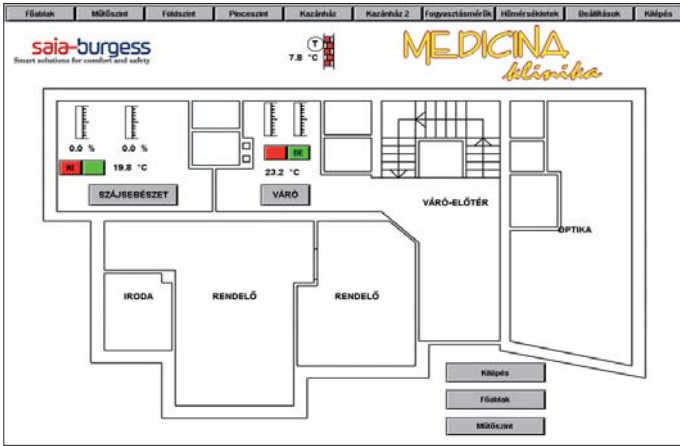 Főablak Műtőszint Földszint Pinceszint Kazánház Kazánház 2 Fogyasztásmérők Hőmérsékletek Beállítások Kilépés
saia-burgess
Smart solutions for comfort and safety
T
7.8 °C
MEDICINA
klinika
0.0 % 0.0 %
KI
19.8 °C
SZÁJSEBÉSZET
BE
23.2 °C
VÁRÓ
VÁRÓ-ELŐTÉR
OPTIKA
IRODA
RENDELŐ
RENDELŐ
Kilépés
Főablak
Műtőszint